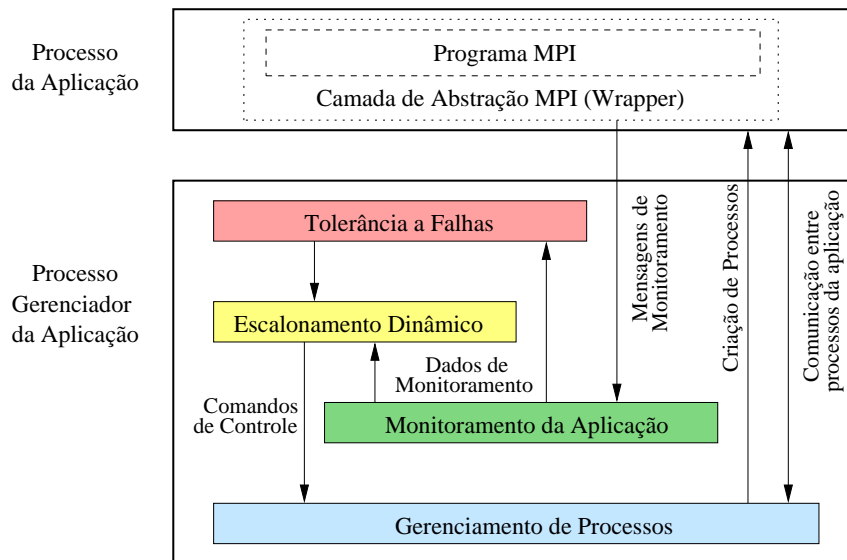 Processo
da Aplicação
Programa MPI
Camada de Abstração MPI (Wrapper)
Processo
Gerenciador
da Aplicação
Tolerância a Falhas
Escalonamento Dinâmico
Dados de
Monitoramento
Comandos
de Controle
Monitoramento da Aplicação
Gerenciamento de Processos
Mensagens de
Monitoramento
Criação de Processos
Comunicação entre
processos da aplicação